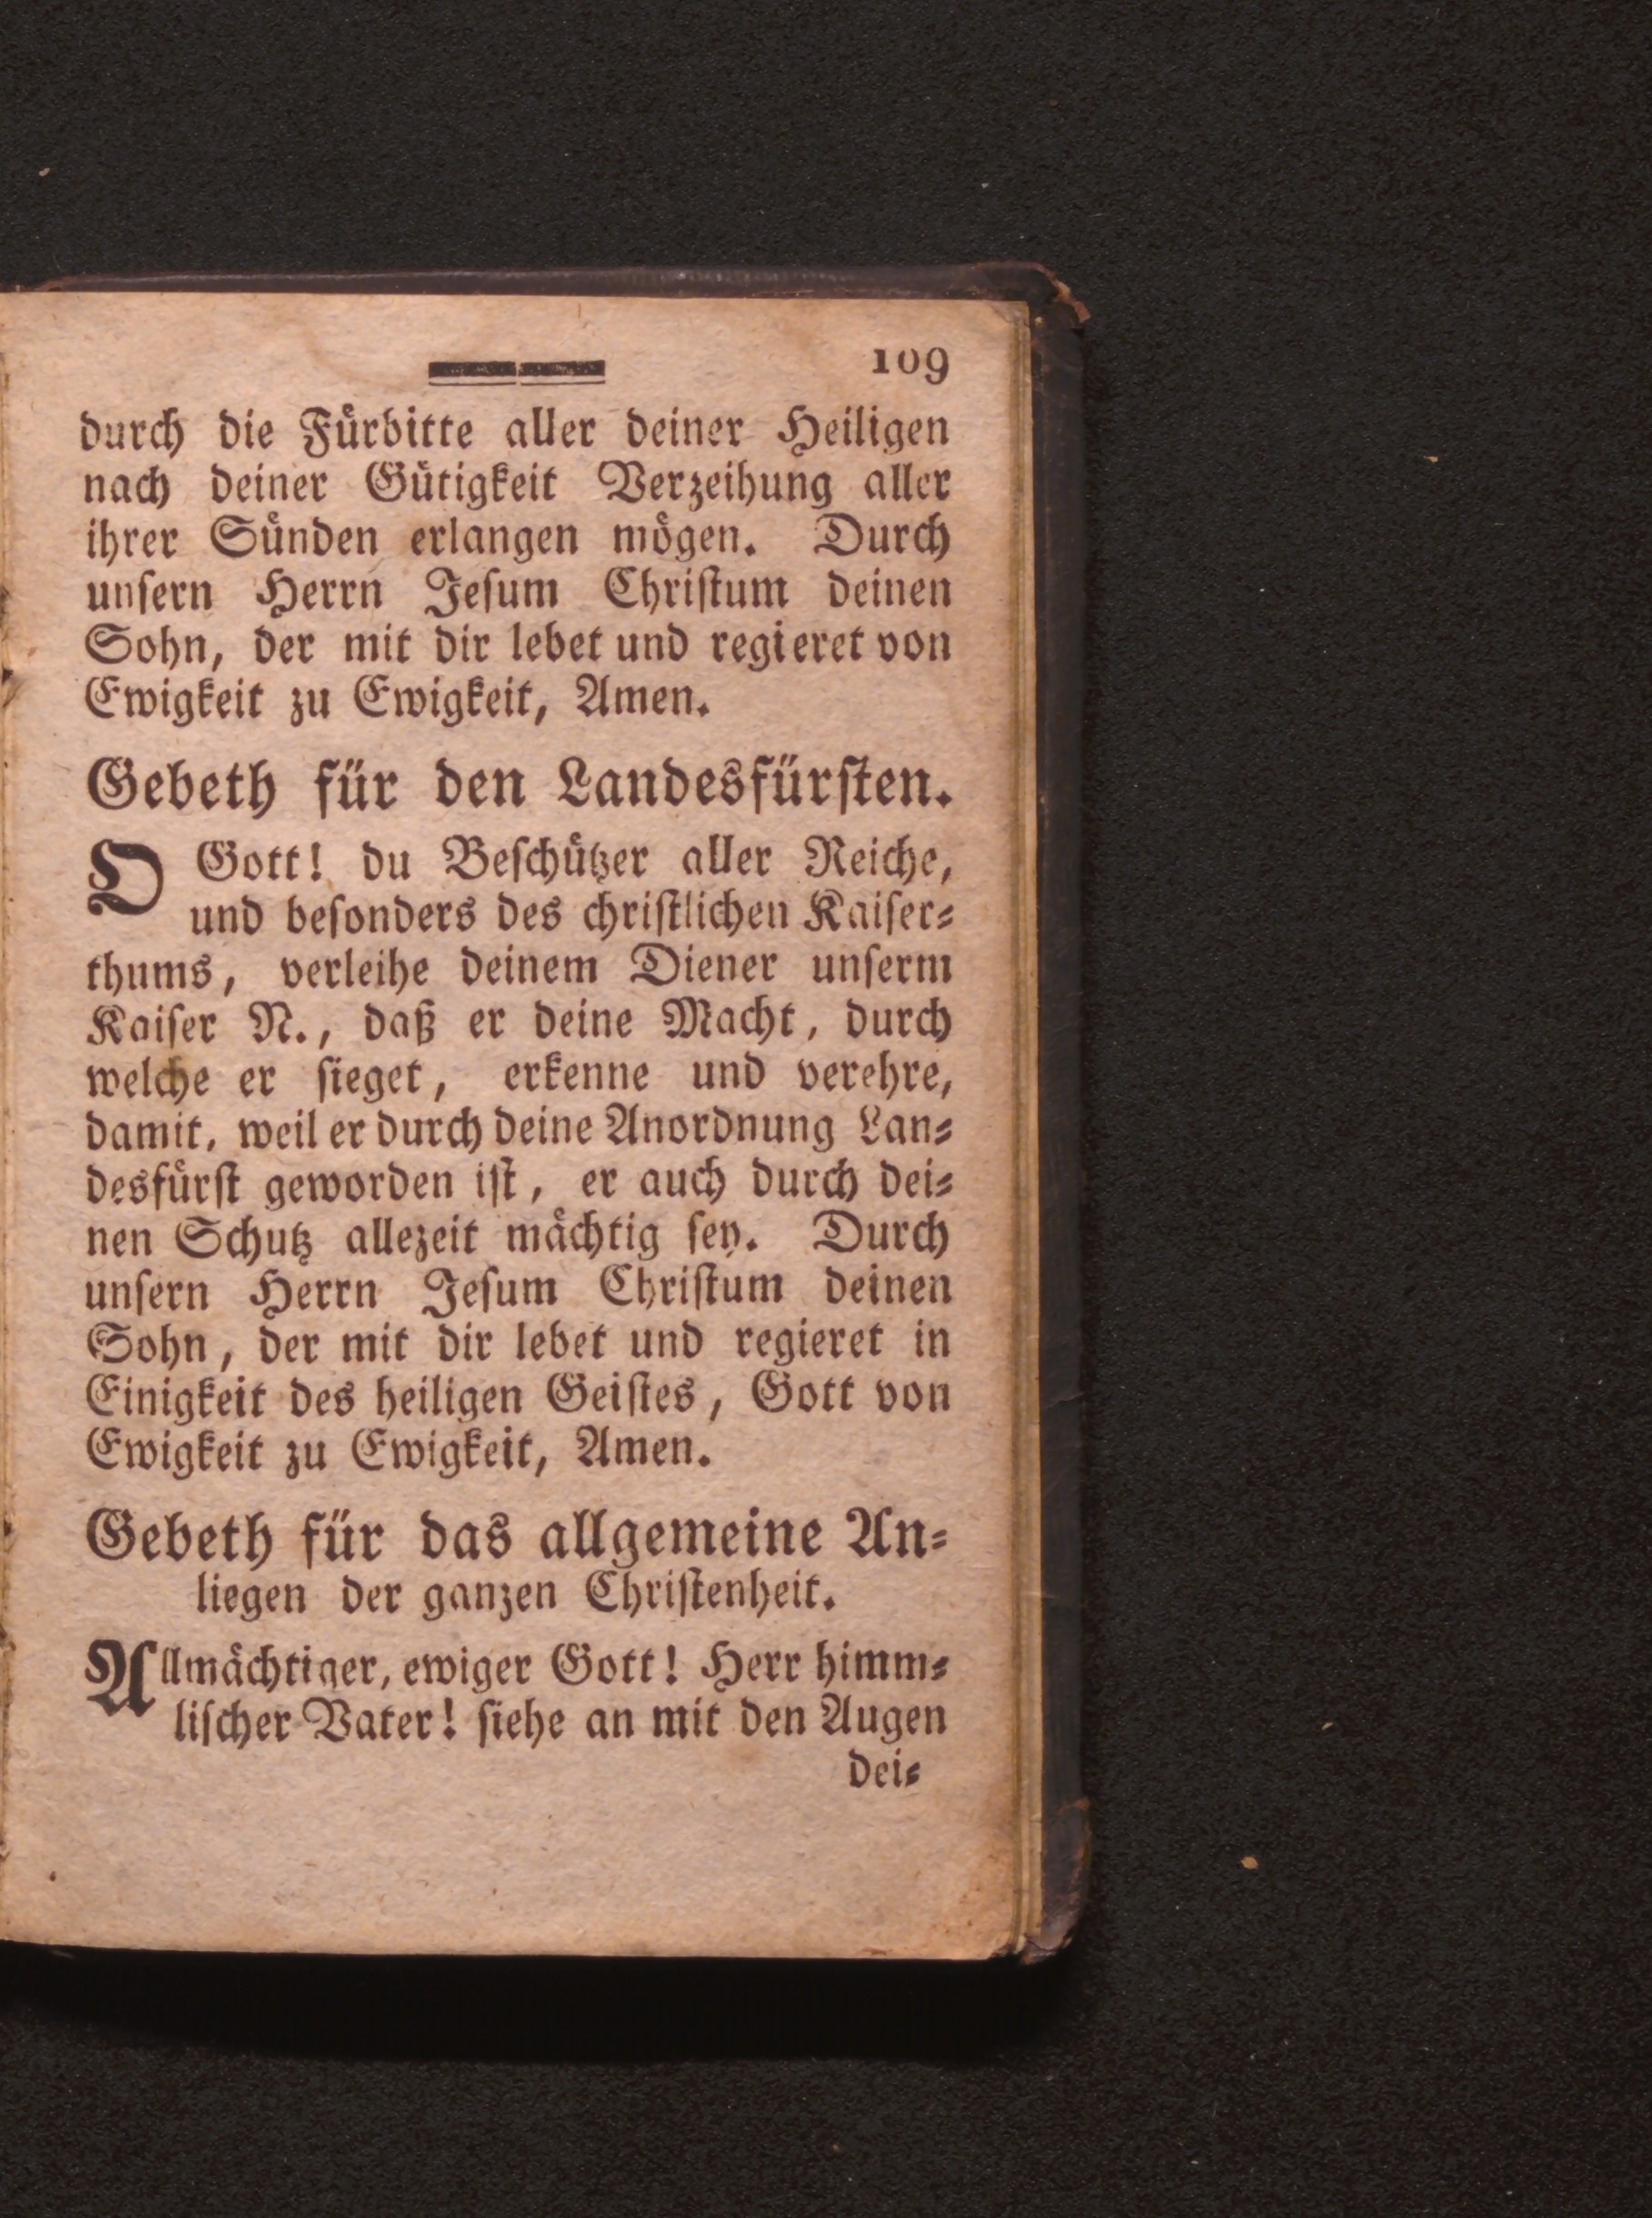 109
durch die Fürbitte aller deiner Heiligen
nach deiner Gütigkeit Verzeihung aller
ihrer Sünden erlangen mögen. Durch
unſern Herrn Jeſum Chriſtum deinen
Sohn, der mit dir lebet und regieret von
Ewigkeit zu Ewigkeit, Amen.
Gebeth für den Landesfürſten.
O Gott! du Beſchützer aller Reiche,
und beſonders des chriſtlichen Kaiſer⸗
thums, verleihe deinem Diener unſerm
Kaiſer N., daß er deine Macht, durch
welche er ſieget, erkenne und verehre,
damit, weil er durch deine Anordnung Lan⸗
desfürſt geworden iſt, er auch durch dei⸗
nen Schutz allezeit mächtig ſey. Durch
unſern Herrn Jeſum Chriſtum deinen
Sohn, der mit dir lebet und regieret in
Einigkeit des heiligen Geiſtes, Gott von
Ewigkeit zu Ewigkeit, Amen.
Gebeth für das allgemeine An⸗
liegen der ganzen Chriſtenheit.
Allmächtiger, ewiger Gott! Herr himm⸗
liſcher Vater! ſiehe an mit den Augen
dei⸗